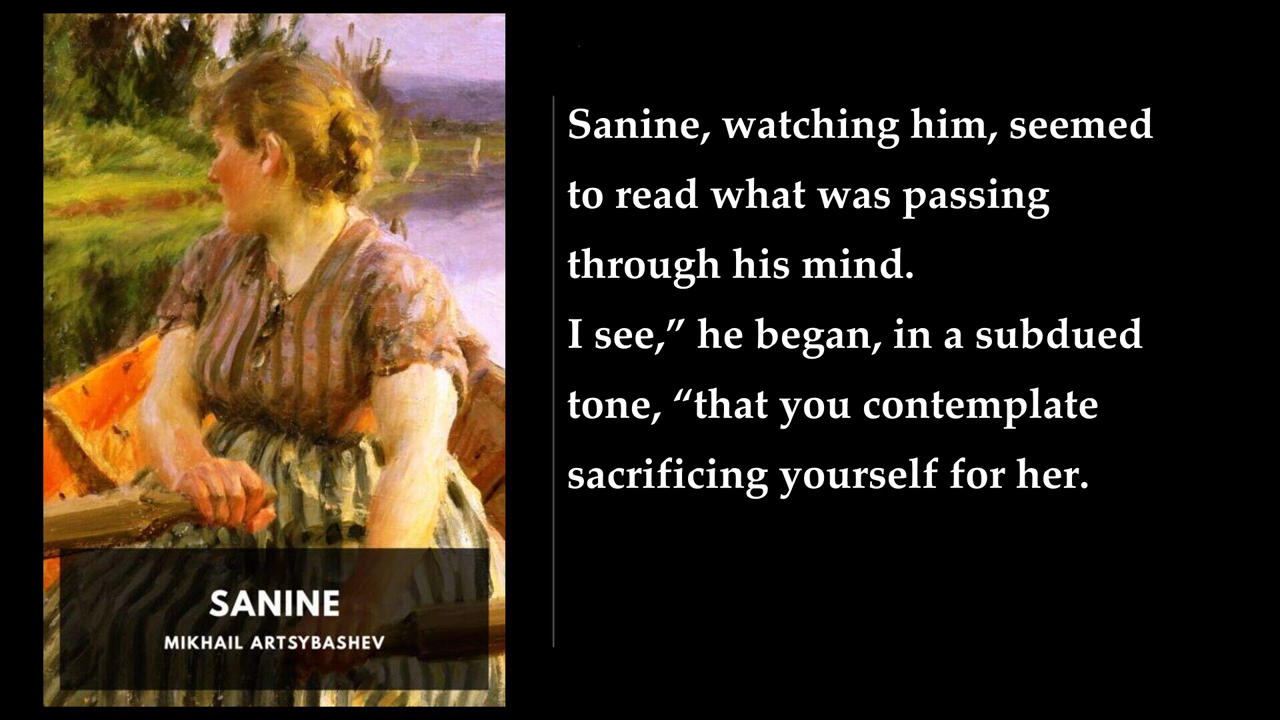 SANINE
MIKHAIL ARTSYBASHEV
Sanine, watching him, seemed
to read what was passing
through his mind.
I see,” he began, in a subdued
tone, “that you contemplate
sacrificing yourself for her.